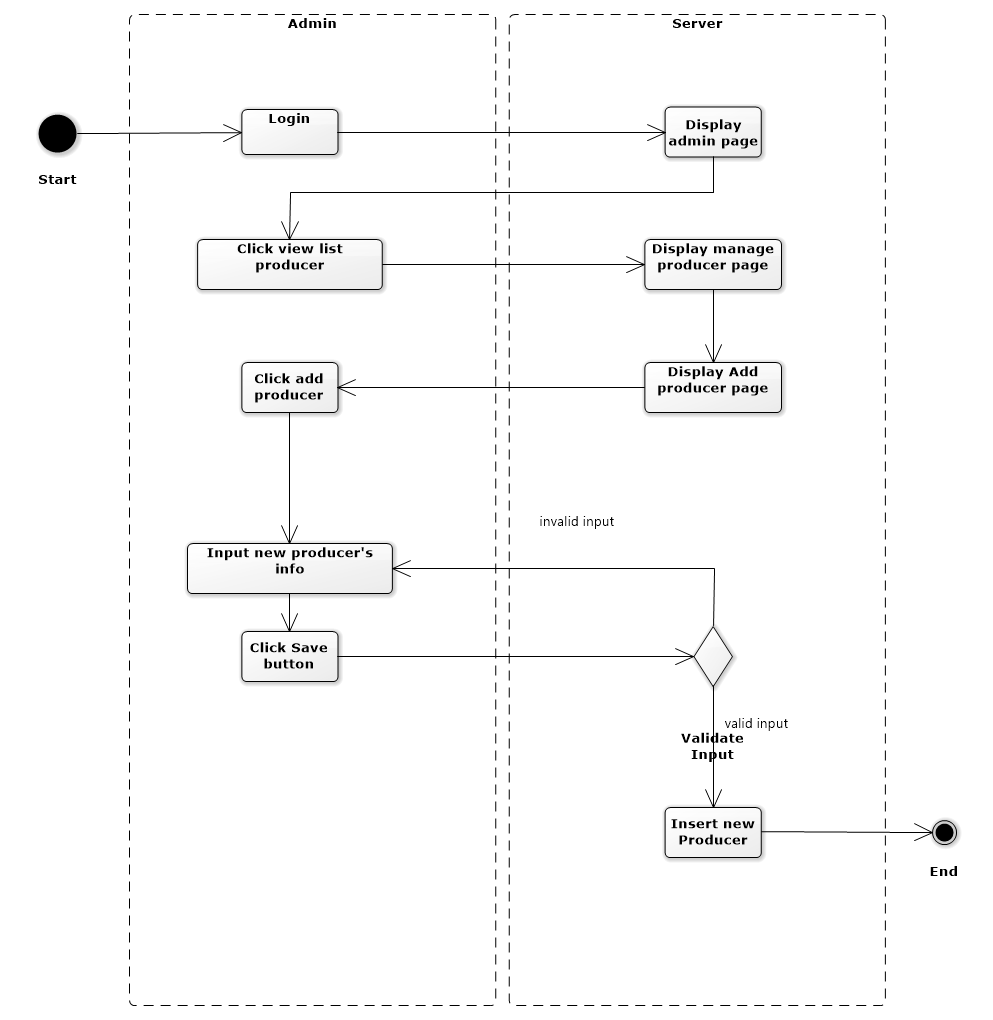 Admin
Server
Login
Display
admin page
Start
Click view list
producer
Display manage
producer page
Click add
producer
Display Add
producer page
invalid input
Input new producer's
info
Click Save
button
valid input
Validate
Input
Insert new
Producer
End